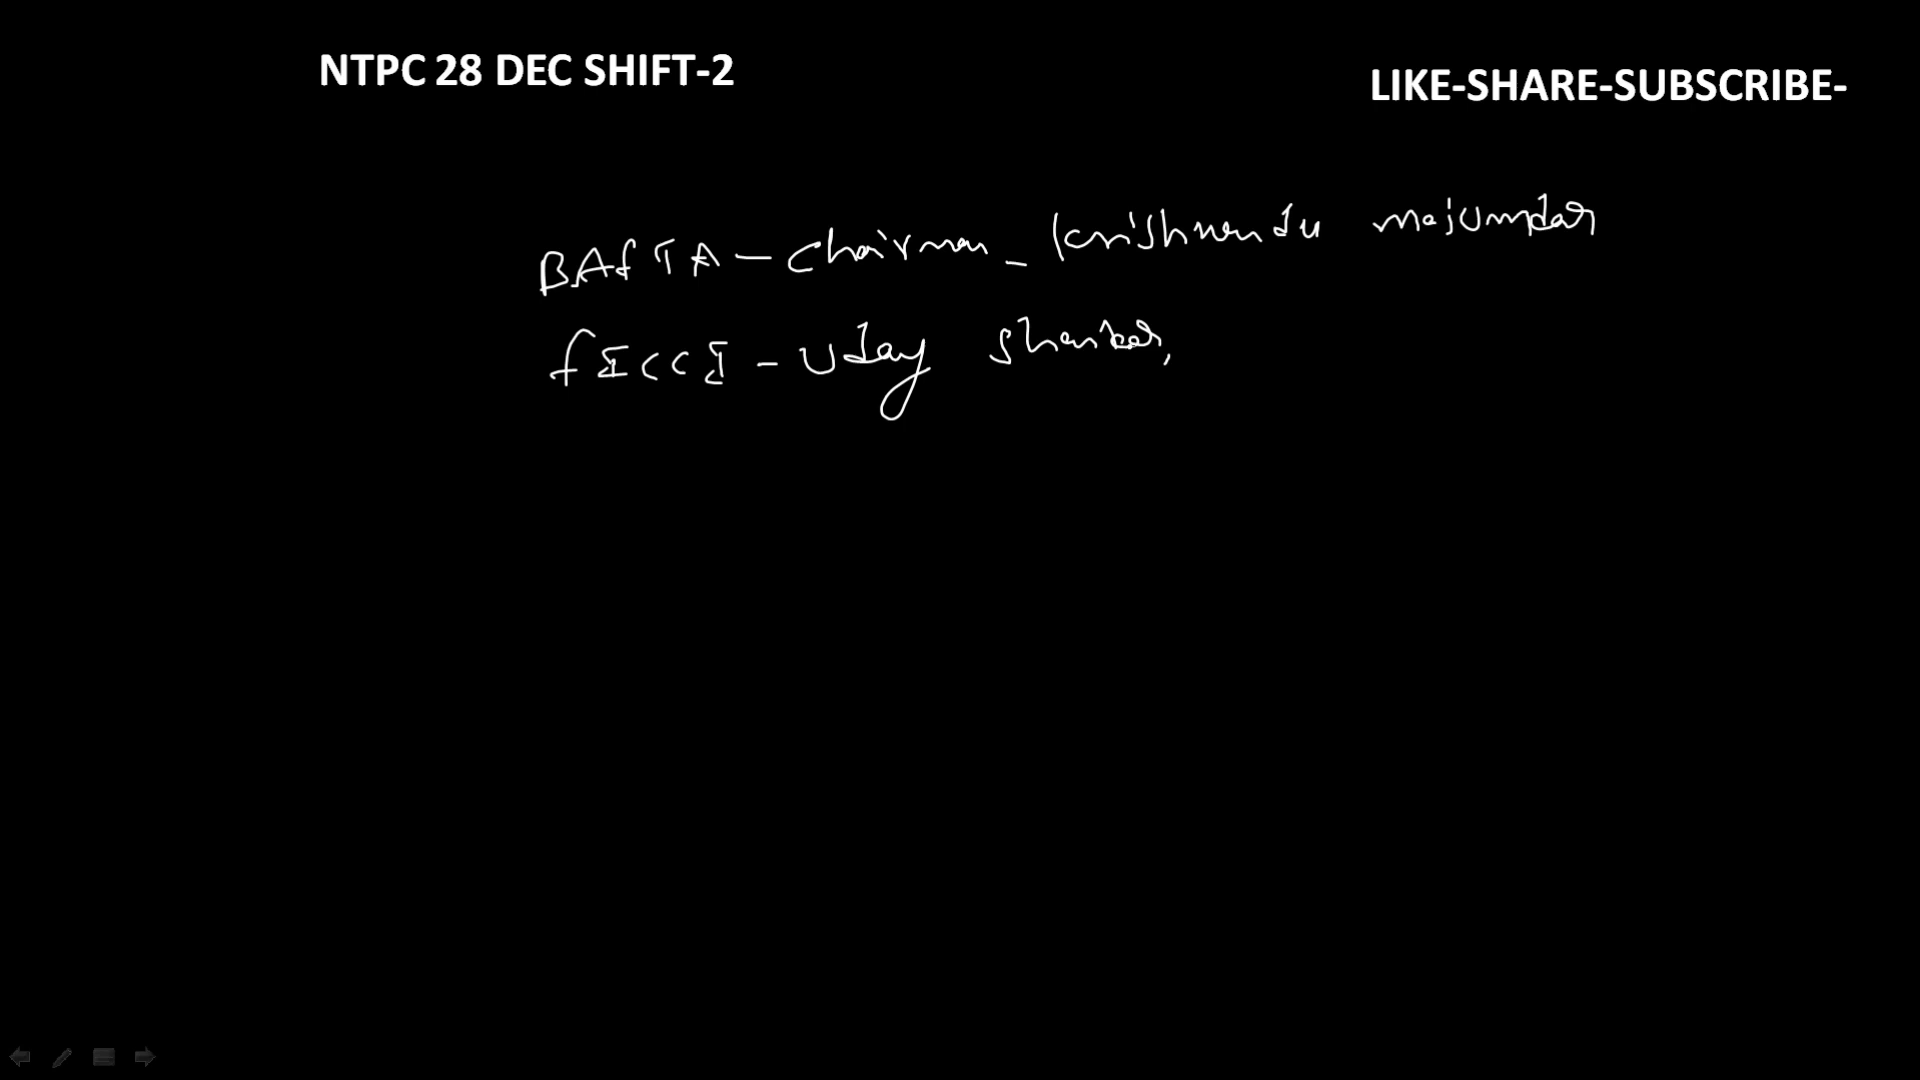 NTPC 28 DEC SHIFT-2
LIKE-SHARE-SUBSCRIBE-
BAFTA - Chairman - Krishnendu majumdar
FICCI - Uday Shankar,